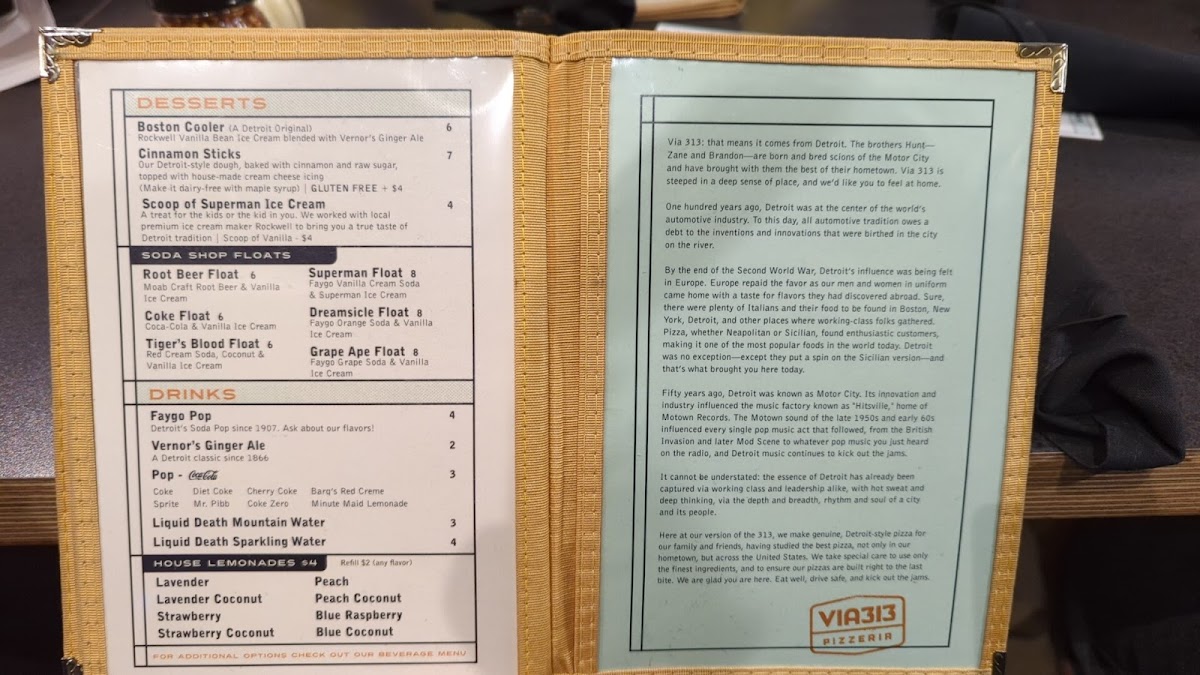 DESSERTS
Boston Cooler (A Detroit Original) 6
Rockwell Vanilla Bean Ice Cream blended with Vernor's Ginger Ale
Cinnamon Sticks 7
Our Detroit-style dough, baked with cinnamon and raw sugar,
topped with house-made cream cheese icing
(Make it dairy-free with maple syrup) | GLUTEN FREE + $4
Scoop of Superman Ice Cream 4
A treat for the kids or the kid in you. We worked with local
premium ice cream maker Rockwell to bring you a true taste of
Detroit tradition | Scoop of Vanilla - $4
SODA SHOP FLOATS
Root Beer Float 6
Moab Craft Root Beer & Vanilla
Ice Cream
Coke Float 6
Coca-Cola & Vanilla Ice Cream
Tiger's Blood Float 6
Red Cream Soda, Coconut &
Vanilla Ice Cream
Superman Float 8
Faygo Vanilla Cream Soda
& Superman Ice Cream
Dreamsicle Float 8
Faygo Orange Soda & Vanilla
Ice Cream
Grape Ape Float 8
Faygo Grape Soda & Vanilla
Ice Cream
DRINKS
Faygo Pop 4
Detroit's Soda Pop since 1907. Ask about our flavors!
Vernor's Ginger Ale 2
A Detroit classic since 1866
Pop - Coca-Cola 3
Coke Diet Coke Cherry Coke Barq's Red Creme
Sprite Mr. Pibb Coke Zero Minute Maid Lemonade
Liquid Death Mountain Water 3
Liquid Death Sparkling Water 4
HOUSE LEMONADES $4 Refill $2 (any flavor)
Lavender Peach
Lavender Coconut Peach Coconut
Strawberry Blue Raspberry
Strawberry Coconut Blue Coconut
FOR ADDITIONAL OPTIONS CHECK OUT OUR BEVERAGE MENU
Via 313: that means it comes from Detroit. The brothers Hunt—
Zane and Brandon—are born and bred scions of the Motor City
and have brought with them the best of their hometown. Via 313 is
steeped in a deep sense of place, and we'd like you to feel at home.
One hundred years ago, Detroit was at the center of the world's
automotive industry. To this day, all automotive tradition owes a
debt to the inventions and innovations that were birthed in the city
on the river.
By the end of the Second World War, Detroit's influence was being felt
in Europe. Europe repaid the favor as our men and women in uniform
came home with a taste for flavors they had discovered abroad. Sure,
there were plenty of Italians and their food to be found in Boston, New
York, Detroit, and other places where working-class folks gathered.
Pizza, whether Neapolitan or Sicilian, found enthusiastic customers,
making it one of the most popular foods in the world today. Detroit
was no exception—except they put a spin on the Sicilian version—and
that's what brought you here today.
Fifty years ago, Detroit was known as Motor City. Its innovation and
industry influenced the music factory known as "Hitsville," home of
Motown Records. The Motown sound of the late 1950s and early 60s
influenced every single pop music act that followed, from the British
Invasion and later Mod Scene to whatever pop music you just heard
on the radio, and Detroit music continues to kick out the jams.
It cannot be understated: the essence of Detroit has already been
captured via working class and leadership alike, with hot sweat and
deep thinking, via the depth and breadth, rhythm and soul of a city
and its people.
Here at our version of the 313, we make genuine, Detroit-style pizza for
our family and friends, having studied the best pizza, not only in our
hometown, but across the United States. We take special care to use only
the finest ingredients, and to ensure our pizzas are built right to the last
bite. We are glad you are here. Eat well, drive safe, and kick out the jams.
VIA313
PIZZERIA